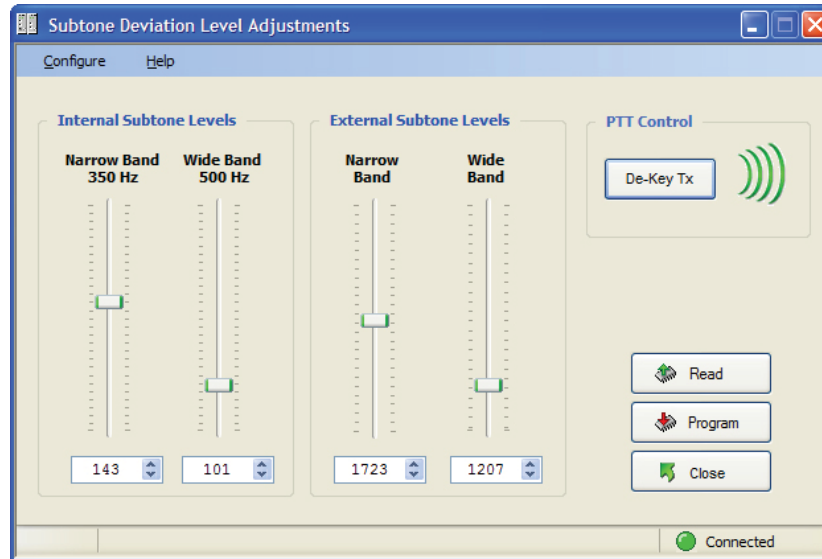 Subtone Deviation Level Adjustments
Configure Help
Internal Subtone Levels
Narrow Band
350 Hz
Wide Band
500 Hz
143
101
External Subtone Levels
Narrow
Band
Wide
Band
1723
1207
PTT Control
De-Key Tx
Read
Program
Close
Connected